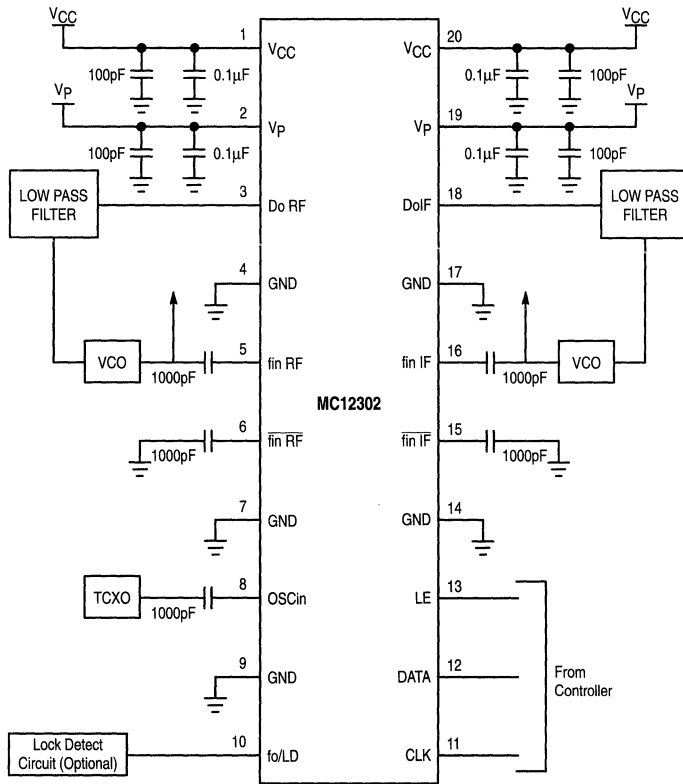 VCC
1
VCC
100pF
0.1µF
VP
2
VP
100pF
0.1µF
LOW PASS
FILTER
3
Do RF
4
GND
VCO
1000pF
5
fin RF
1000pF
6
fin RF
7
GND
TCXO
1000pF
8
OSCin
9
GND
Lock Detect
Circuit (Optional)
10
fo/LD
MC12302
VCC
20
VCC
0.1µF
100pF
VP
19
VP
0.1µF
100pF
DoIF
18
LOW PASS
FILTER
GND
17
fin IF
16
1000pF
VCO
fin IF
15
1000pF
GND
14
LE
13
DATA
12
CLK
11
From
Controller